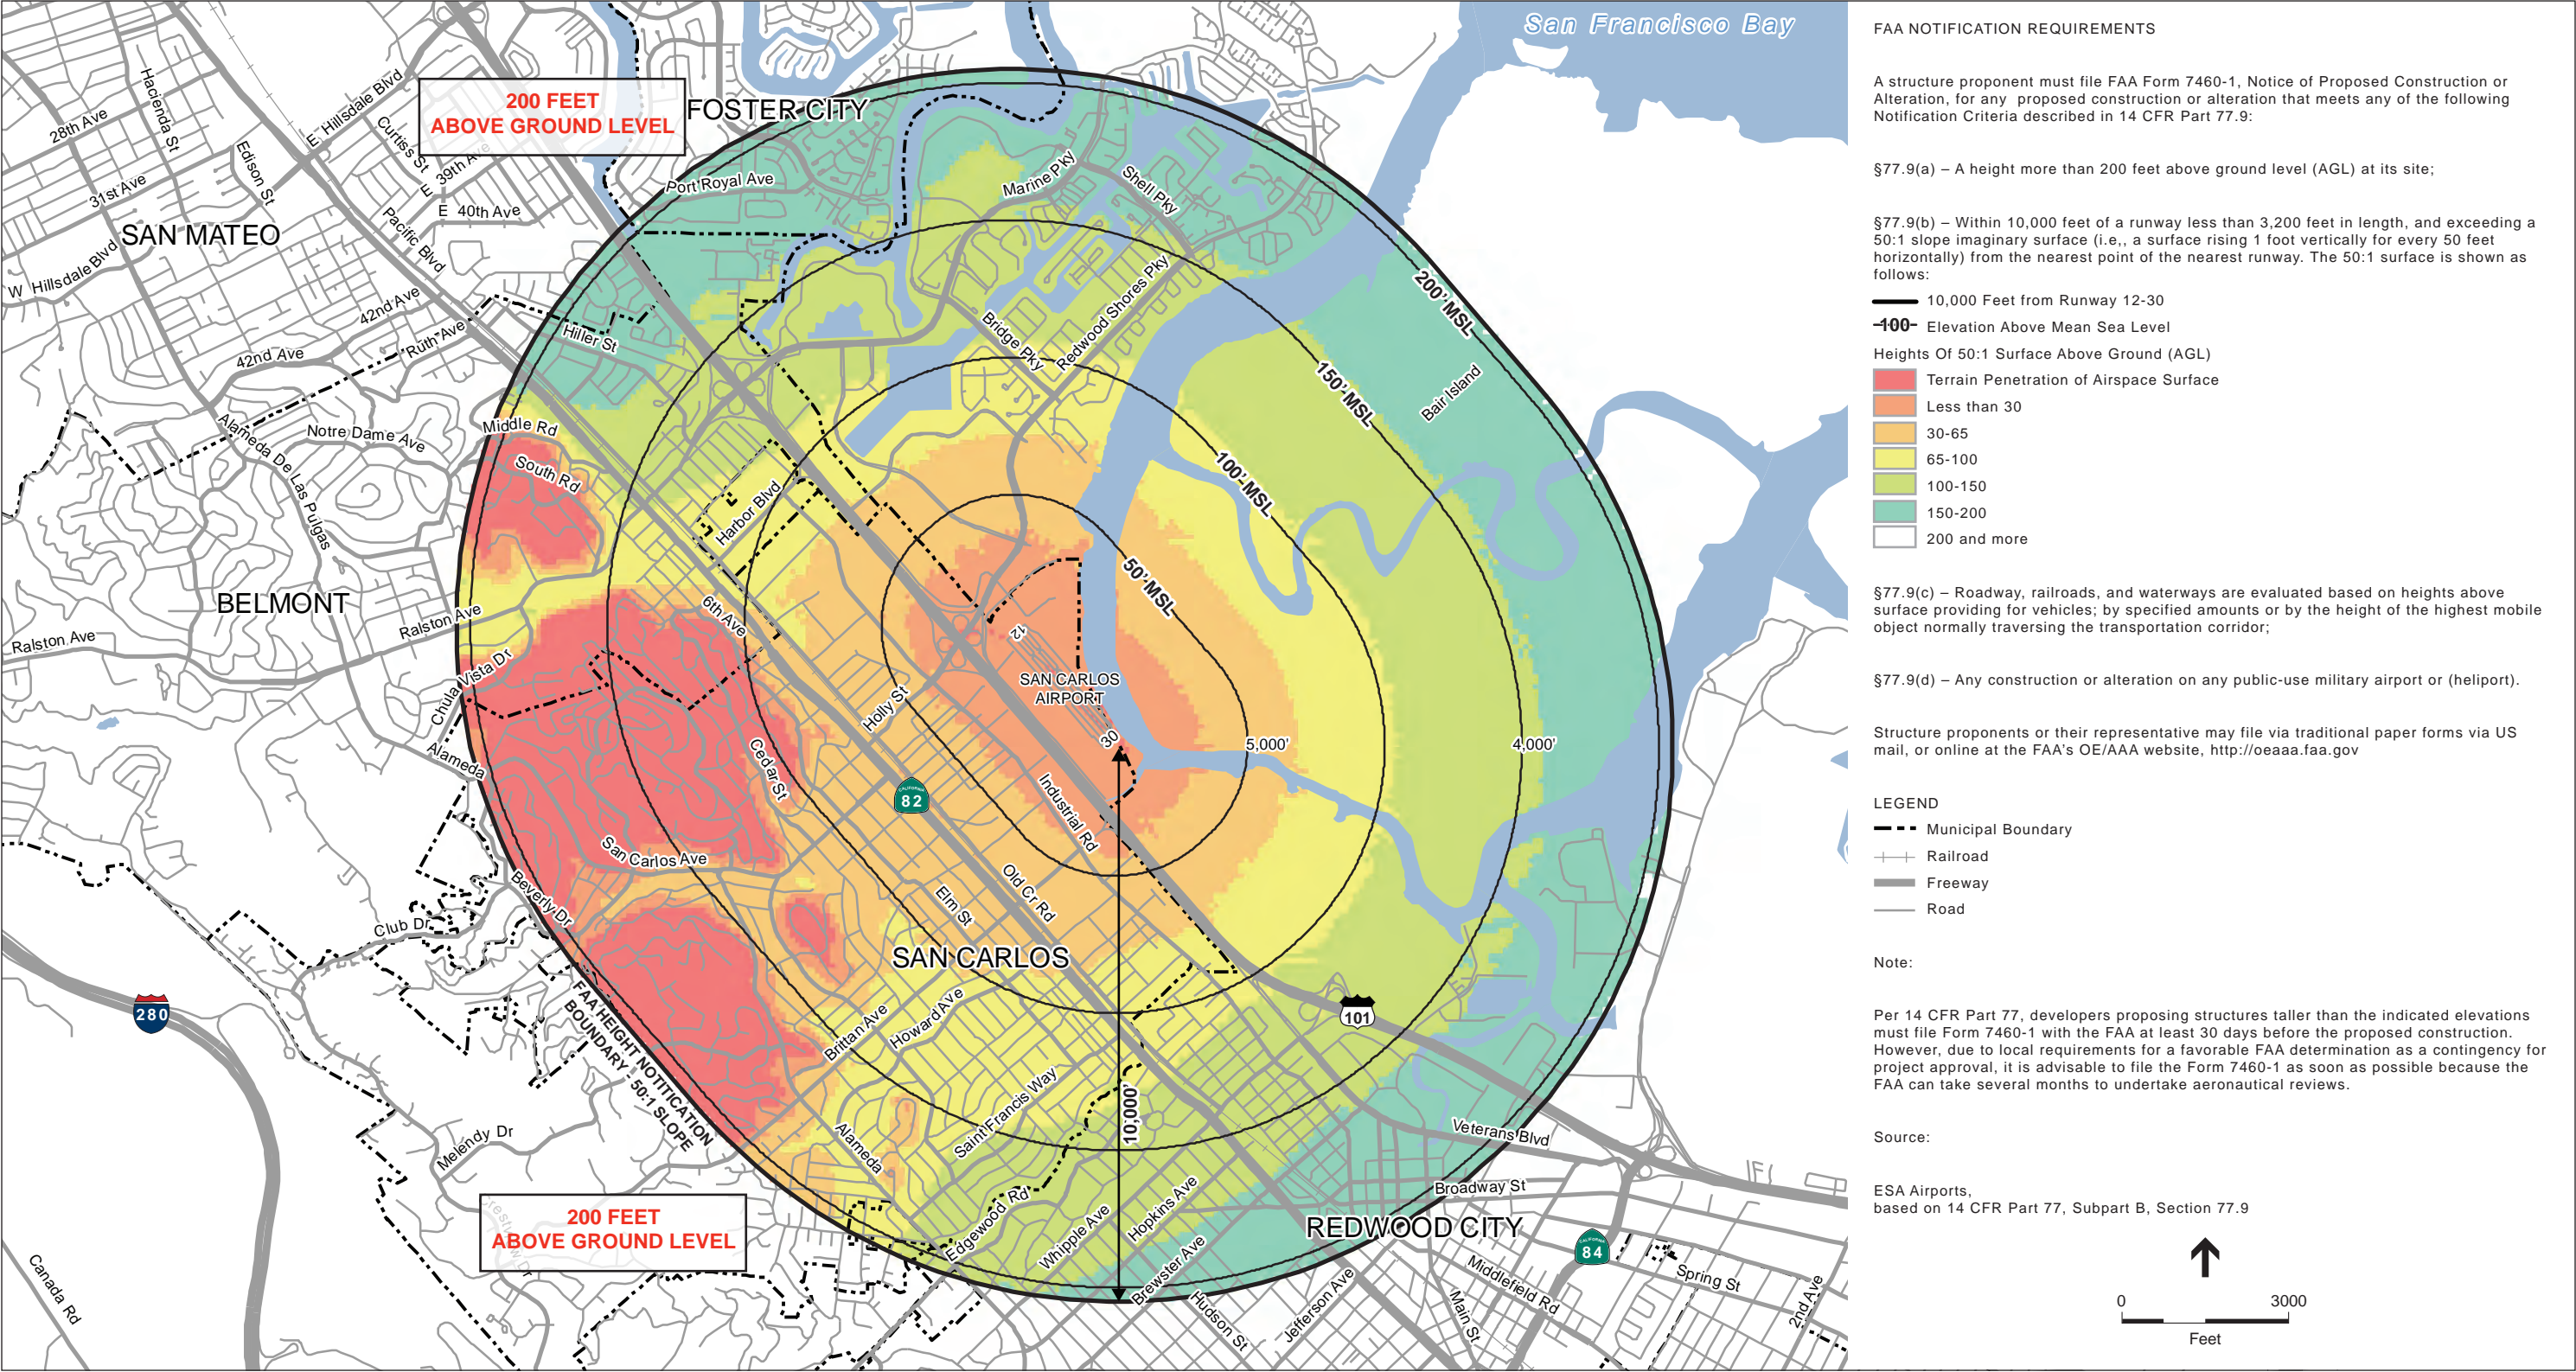 San Francisco Bay
200 FEET
ABOVE GROUND LEVEL
FOSTER CITY
E Hillsdale Blvd
Hacienda St
28th Ave
Curtiss St
39th Ave
E
Edison St
31st Ave
E 40th Ave
Pacific Blvd
SAN MATEO
W Hillsdale Blvd
42nd Ave
Ruth Ave
42nd Ave
Port Royal Ave
Marine Pky
Shell Pky
Hiller St
Bridge Pky
Redwood Shores Pky
200' MSL
150' MSL
100' MSL
50' MSL
Bair Island
Middle Rd
Notre Dame Ave
Alameda De Las Pulgas
South Rd
Harbor Blvd
BELMONT
Ralston Ave
Ralston Ave
6th Ave
Chula Vista Dr
12
SAN CARLOS
AIRPORT
30
5,000'
4,000'
Holly St
Alameda
Cedar St
CALIFORNIA
82
Industrial Rd
San Carlos Ave
Beverly Dr
Club Dr
Elm St
Old Cr Rd
SAN CARLOS
280
FAA HEIGHT NOTIFICATION
BOUNDARY - 50:1 SLOPE
Brittan Ave
Howard Ave
101
10,000'
Saint Francis Way
Alameda
Melendy Dr
Veterans Blvd
Broadway St
Edgewood Rd
Whipple Ave
Hopkins Ave
Brewster Ave
REDWOOD CITY
CALIFORNIA
84
200 FEET
ABOVE GROUND LEVEL
Canada Rd
Hudson St
Jefferson Ave
Middlefield Rd
Main St
Spring St
2nd Ave
FAA NOTIFICATION REQUIREMENTS
A structure proponent must file FAA Form 7460-1, Notice of Proposed Construction or
Alteration, for any proposed construction or alteration that meets any of the following
Notification Criteria described in 14 CFR Part 77.9:
§77.9(a) – A height more than 200 feet above ground level (AGL) at its site;
§77.9(b) – Within 10,000 feet of a runway less than 3,200 feet in length, and exceeding a
50:1 slope imaginary surface (i.e,, a surface rising 1 foot vertically for every 50 feet
horizontally) from the nearest point of the nearest runway. The 50:1 surface is shown as
follows:
10,000 Feet from Runway 12-30
100 Elevation Above Mean Sea Level
Heights Of 50:1 Surface Above Ground (AGL)
Terrain Penetration of Airspace Surface
Less than 30
30-65
65-100
100-150
150-200
200 and more
§77.9(c) – Roadway, railroads, and waterways are evaluated based on heights above
surface providing for vehicles; by specified amounts or by the height of the highest mobile
object normally traversing the transportation corridor;
§77.9(d) – Any construction or alteration on any public-use military airport or (heliport).
Structure proponents or their representative may file via traditional paper forms via US
mail, or online at the FAA's OE/AAA website, http://oeaaa.faa.gov
LEGEND
Municipal Boundary
Railroad
Freeway
Road
Note:
Per 14 CFR Part 77, developers proposing structures taller than the indicated elevations
must file Form 7460-1 with the FAA at least 30 days before the proposed construction.
However, due to local requirements for a favorable FAA determination as a contingency for
project approval, it is advisable to file the Form 7460-1 as soon as possible because the
FAA can take several months to undertake aeronautical reviews.
Source:
ESA Airports,
based on 14 CFR Part 77, Subpart B, Section 77.9
0 3000
Feet